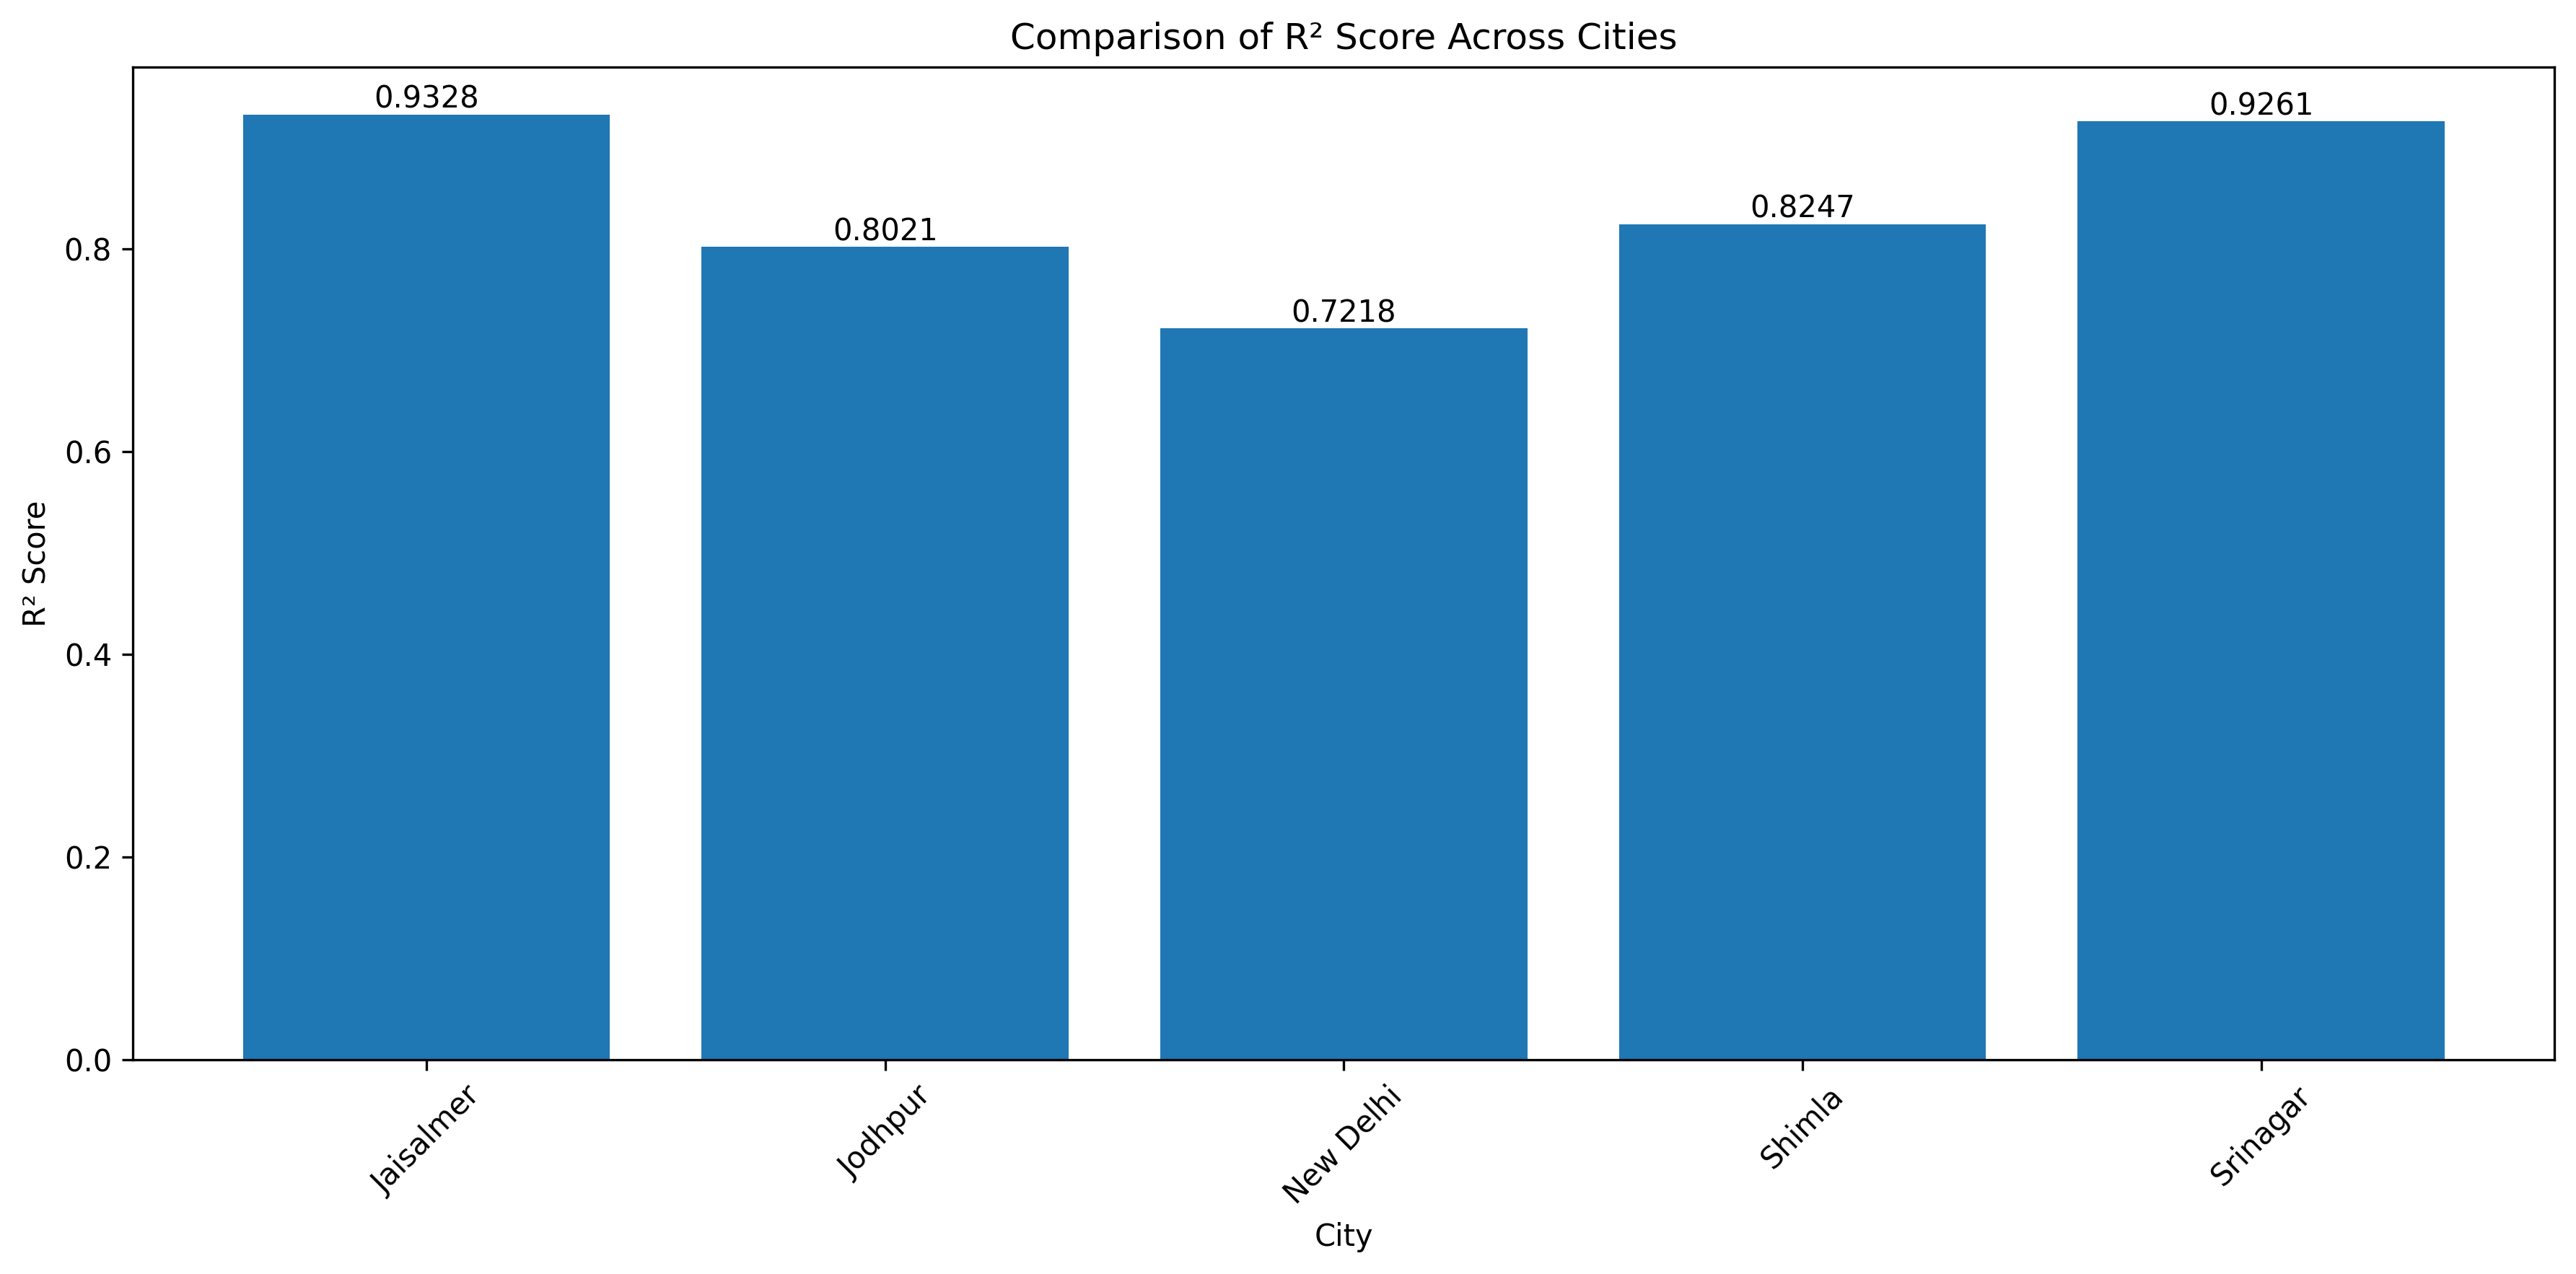 Comparison of R² Score Across Cities
0.9328
0.8021
0.7218
0.8247
0.9261
R² Score
0.8
0.6
0.4
0.2
0.0
Jaisalmer
Jodhpur
New Delhi
Shimla
Srinagar
City